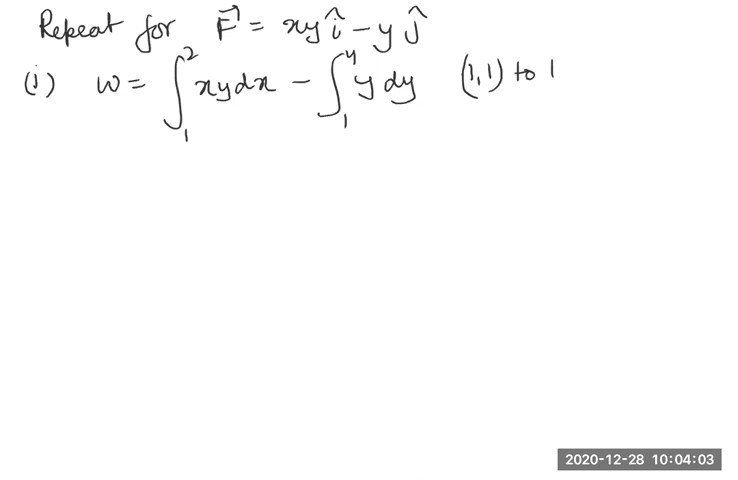 Repeat for F⃗ = xy î - y ĵ
(i) W = ∫₁² xy dx - ∫₁⁴ y dy (1,1) to 1
2020-12-28 10:04:03